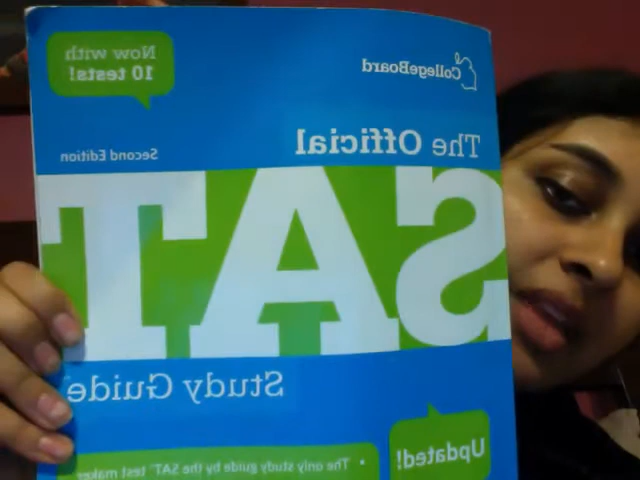 CollegeBoard
Now with
10 tests!
The Official
Second Edition
SAT
Study Guide
Updated!
• The only study guide by the SAT™ test maker